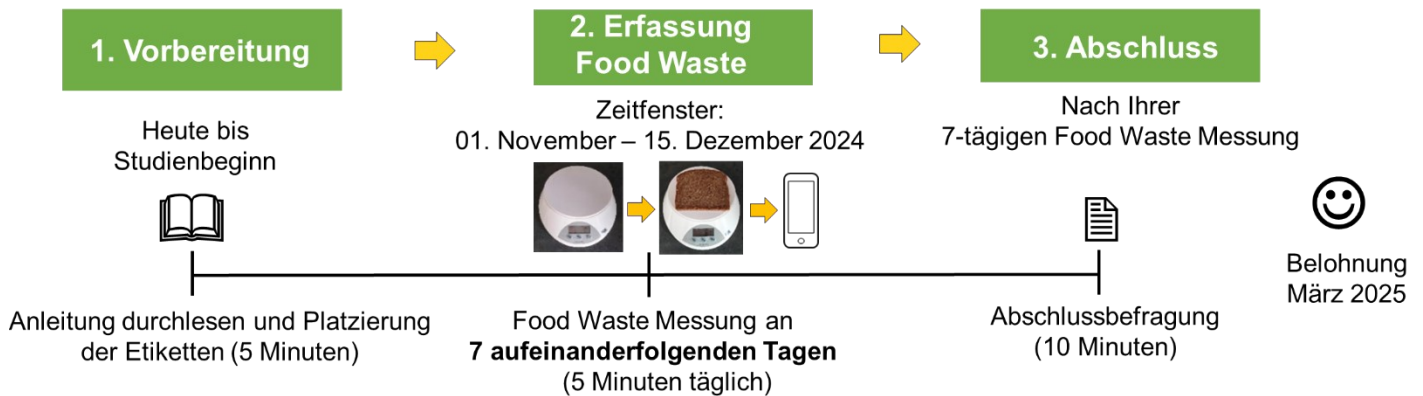 1. Vorbereitung
2. Erfassung
Food Waste
3. Abschluss
Heute bis
Studienbeginn
Zeitfenster:
01. November – 15. Dezember 2024
Nach Ihrer
7-tägigen Food Waste Messung
Anleitung durchlesen und Platzierung
der Etiketten (5 Minuten)
Food Waste Messung an
7 aufeinanderfolgenden Tagen
(5 Minuten täglich)
Abschlussbefragung
(10 Minuten)
Belohnung
März 2025